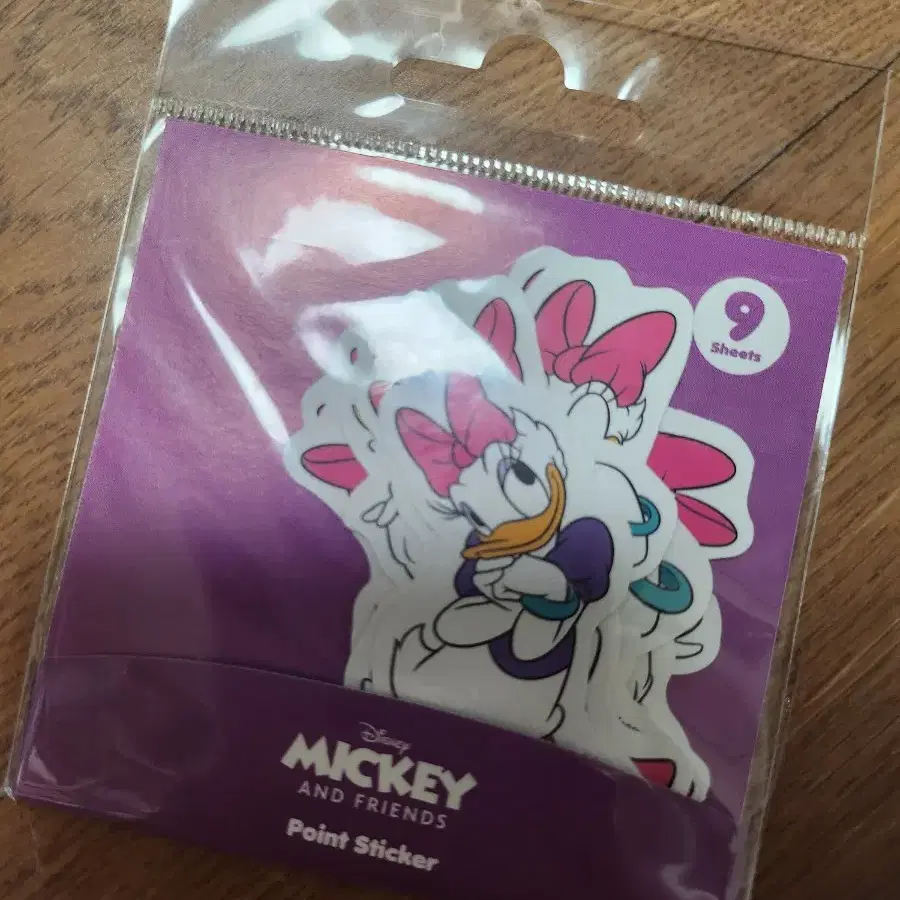 9
Sheets
Disney
MICKEY
AND FRIENDS
Point Sticker